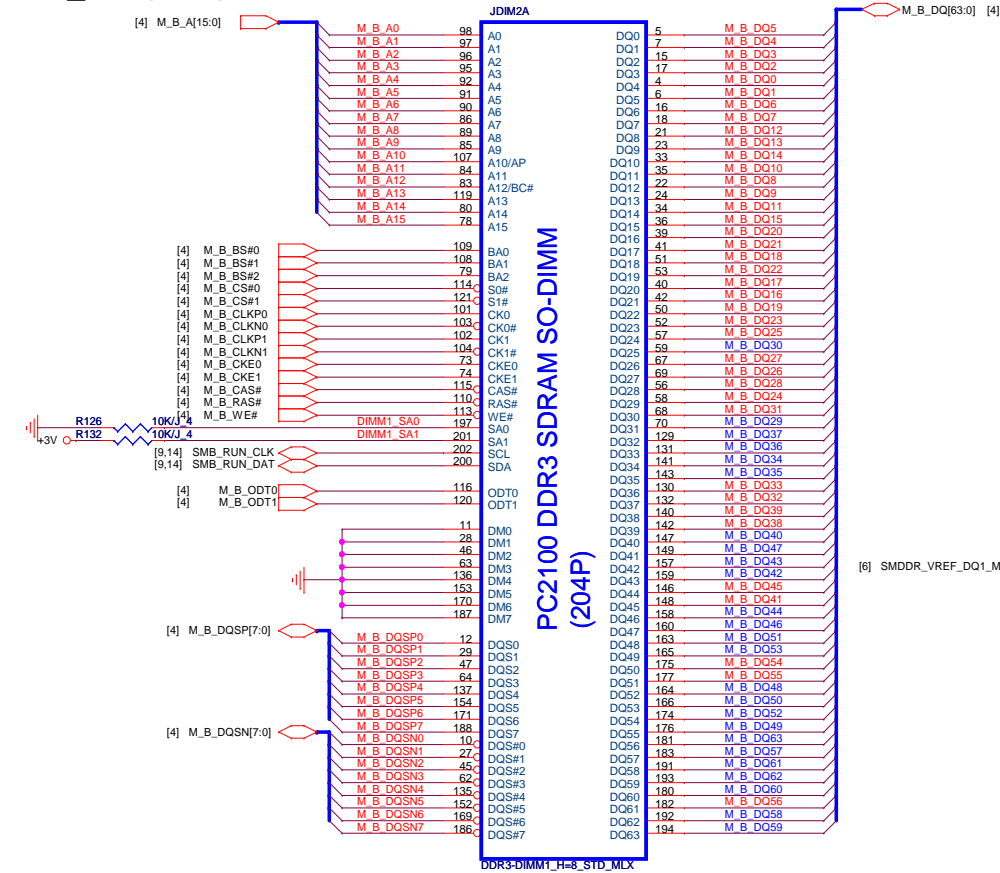 JDIM2A
[4] M_B_A[15:0]
M_B_A0 98 A0
M_B_A1 97 A1
M_B_A2 96 A2
M_B_A3 95 A3
M_B_A4 92 A4
M_B_A5 91 A5
M_B_A6 90 A6
M_B_A7 86 A7
M_B_A8 89 A8
M_B_A9 85 A9
M_B_A10 107 A10/AP
M_B_A11 84 A11
M_B_A12 83 A12/BC#
M_B_A13 119 A13
M_B_A14 80 A14
M_B_A15 78 A15
[4] M_B_BS#0 109 BA0
[4] M_B_BS#1 108 BA1
[4] M_B_BS#2 79 BA2
[4] M_B_CS#0 114 S0#
[4] M_B_CS#1 121 S1#
[4] M_B_CLKP0 101 CK0
[4] M_B_CLKN0 103 CK0#
[4] M_B_CLKP1 102 CK1
[4] M_B_CLKN1 104 CK1#
[4] M_B_CKE0 73 CKE0
[4] M_B_CKE1 74 CKE1
[4] M_B_CAS# 115 CAS#
[4] M_B_RAS# 110 RAS#
[4] M_B_WE# 113 WE#
R126 10K/J_4 DIMM1_SA0 197 SA0
+3V R132 10K/J_4 DIMM1_SA1 201 SA1
[9,14] SMB_RUN_CLK 202 SCL
[9,14] SMB_RUN_DAT 200 SDA
[4] M_B_ODT0 116 ODT0
[4] M_B_ODT1 120 ODT1
11 DM0
28 DM1
46 DM2
63 DM3
136 DM4
153 DM5
170 DM6
187 DM7
[4] M_B_DQSP[7:0]
M_B_DQSP0 12 DQS0
M_B_DQSP1 29 DQS1
M_B_DQSP2 47 DQS2
M_B_DQSP3 64 DQS3
M_B_DQSP4 137 DQS4
M_B_DQSP5 154 DQS5
M_B_DQSP6 171 DQS6
M_B_DQSP7 188 DQS7
[4] M_B_DQSN[7:0]
M_B_DQSN0 10 DQS#0
M_B_DQSN1 27 DQS#1
M_B_DQSN2 45 DQS#2
M_B_DQSN3 62 DQS#3
M_B_DQSN4 135 DQS#4
M_B_DQSN5 152 DQS#5
M_B_DQSN6 169 DQS#6
M_B_DQSN7 186 DQS#7
PC2100 DDR3 SDRAM SO-DIMM
(204P)
M_B_DQ[63:0] [4]
DQ0 5 M_B_DQ5
DQ1 7 M_B_DQ4
DQ2 15 M_B_DQ3
DQ3 17 M_B_DQ2
DQ4 4 M_B_DQ0
DQ5 6 M_B_DQ1
DQ6 16 M_B_DQ6
DQ7 18 M_B_DQ7
DQ8 21 M_B_DQ12
DQ9 23 M_B_DQ13
DQ10 33 M_B_DQ14
DQ11 35 M_B_DQ10
DQ12 22 M_B_DQ8
DQ13 24 M_B_DQ9
DQ14 34 M_B_DQ11
DQ15 36 M_B_DQ15
DQ16 39 M_B_DQ20
DQ17 41 M_B_DQ21
DQ18 51 M_B_DQ18
DQ19 53 M_B_DQ22
DQ20 40 M_B_DQ17
DQ21 42 M_B_DQ16
DQ22 50 M_B_DQ19
DQ23 52 M_B_DQ23
DQ24 57 M_B_DQ25
DQ25 59 M_B_DQ30
DQ26 67 M_B_DQ27
DQ27 69 M_B_DQ26
DQ28 56 M_B_DQ28
DQ29 58 M_B_DQ24
DQ30 68 M_B_DQ31
DQ31 70 M_B_DQ29
DQ32 129 M_B_DQ37
DQ33 131 M_B_DQ36
DQ34 141 M_B_DQ34
DQ35 143 M_B_DQ35
DQ36 130 M_B_DQ33
DQ37 132 M_B_DQ32
DQ38 140 M_B_DQ39
DQ39 142 M_B_DQ38
DQ40 147 M_B_DQ40
DQ41 149 M_B_DQ47
DQ42 157 M_B_DQ43
DQ43 159 M_B_DQ42
DQ44 146 M_B_DQ45
DQ45 148 M_B_DQ41
DQ46 158 M_B_DQ44
DQ47 160 M_B_DQ46
DQ48 163 M_B_DQ51
DQ49 165 M_B_DQ53
DQ50 175 M_B_DQ54
DQ51 177 M_B_DQ55
DQ52 164 M_B_DQ48
DQ53 166 M_B_DQ50
DQ54 174 M_B_DQ52
DQ55 176 M_B_DQ49
DQ56 181 M_B_DQ63
DQ57 183 M_B_DQ57
DQ58 191 M_B_DQ61
DQ59 193 M_B_DQ62
DQ60 180 M_B_DQ60
DQ61 182 M_B_DQ56
DQ62 192 M_B_DQ58
DQ63 194 M_B_DQ59
[6] SMDDR_VREF_DQ1_M
DDR3-DIMM1_H=8_STD_MLX